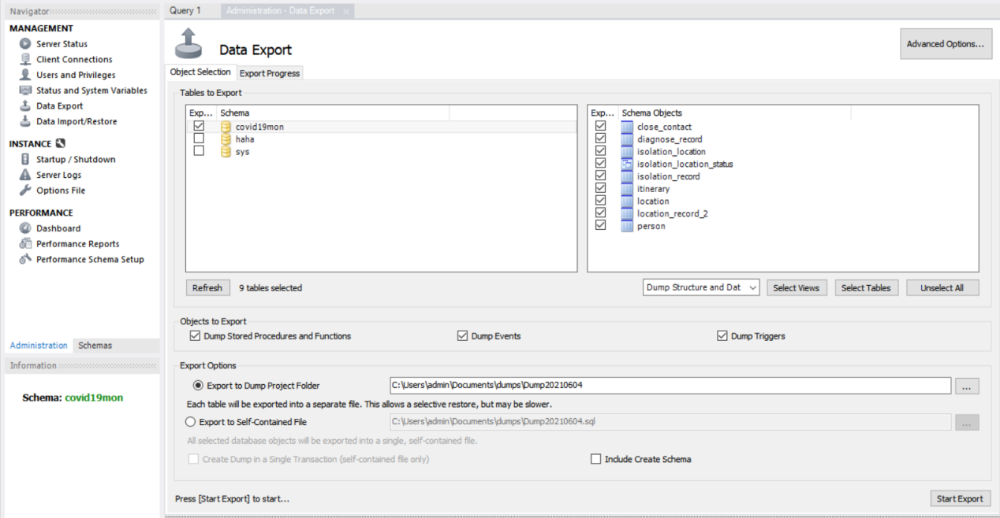 Navigator
MANAGEMENT
Server Status
Client Connections
Users and Privileges
Status and System Variables
Data Export
Data Import/Restore
INSTANCE
Startup / Shutdown
Server Logs
Options File
PERFORMANCE
Dashboard
Performance Reports
Performance Schema Setup
Administration Schemas
Information
Schema: covid19mon
Query 1 Administration - Data Export ×
Data Export
Advanced Options...
Object Selection Export Progress
Tables to Export
Exp... Schema
covid19mon
haha
sys
Exp... Schema Objects
close_contact
diagnose_record
isolation_location
isolation_location_status
isolation_record
itinerary
location
location_record_2
person
Refresh 9 tables selected
Dump Structure and Dat Select Views Select Tables Unselect All
Objects to Export
Dump Stored Procedures and Functions Dump Events Dump Triggers
Export Options
Export to Dump Project Folder C:\Users\admin\Documents\dumps\Dump20210604 ...
Each table will be exported into a separate file. This allows a selective restore, but may be slower.
Export to Self-Contained File C:\Users\admin\Documents\dumps\Dump20210604.sql ...
All selected database objects will be exported into a single, self-contained file.
Create Dump in a Single Transaction (self-contained file only) Include Create Schema
Press [Start Export] to start...
Start Export